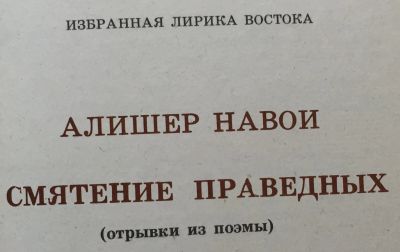 ИЗБРАННАЯ ЛИРИКА ВОСТОКА
АЛИШЕР НАВОИ
СМЯТЕНИЕ ПРАВЕДНЫХ
(отрывки из поэмы)